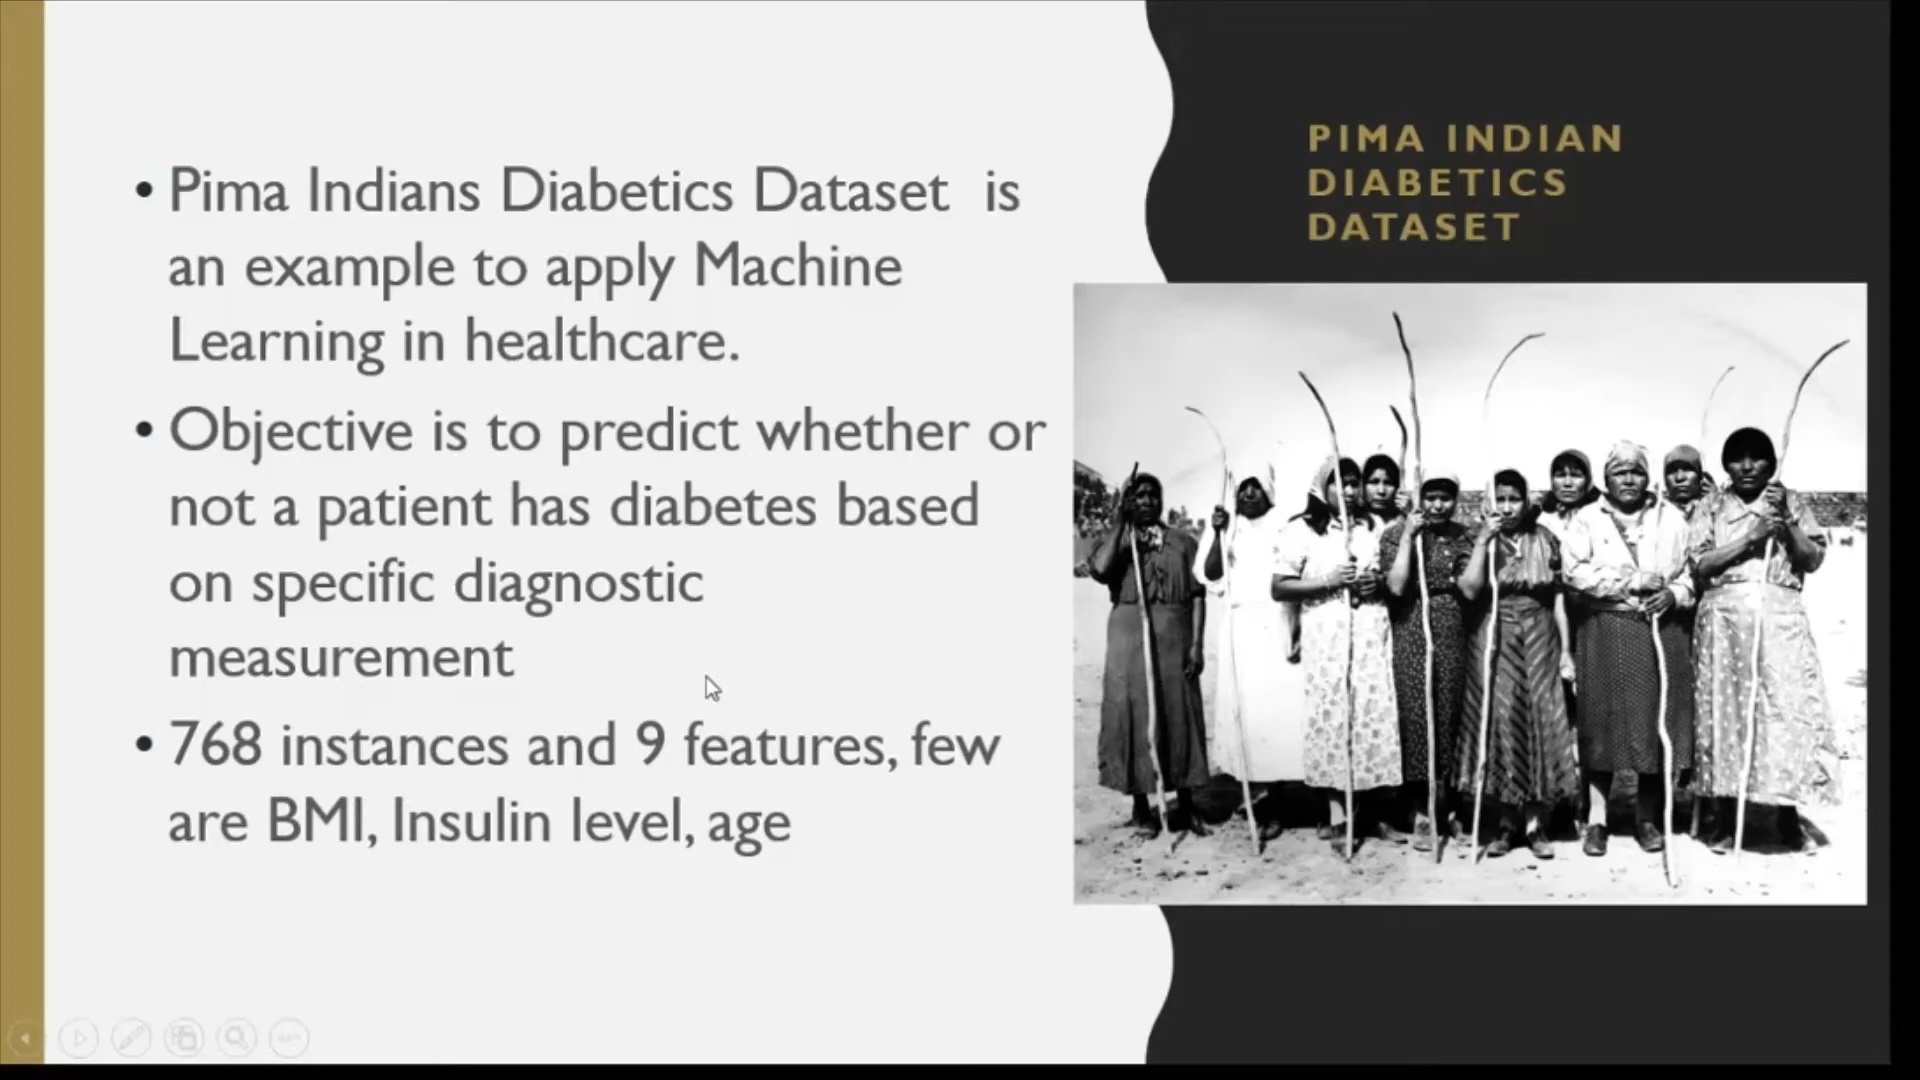 PIMA INDIAN
DIABETICS
DATASET
• Pima Indians Diabetics Dataset is
an example to apply Machine
Learning in healthcare.
• Objective is to predict whether or
not a patient has diabetes based
on specific diagnostic
measurement
• 768 instances and 9 features, few
are BMI, Insulin level, age